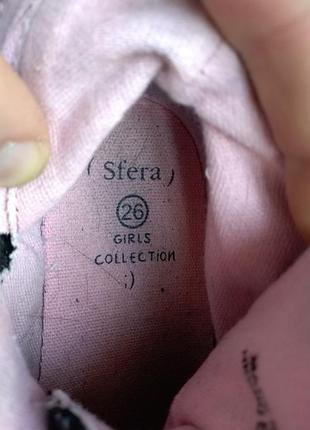 ( Sfera )
26
GIRLS
COLLECTION
;)